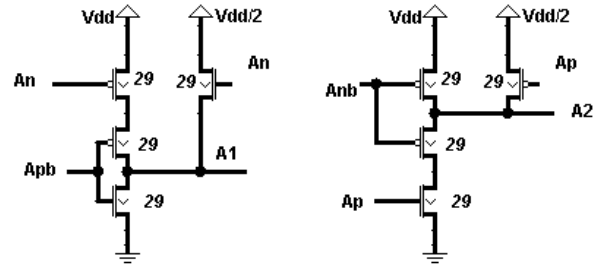 Vdd Vdd/2
An 29 29 An
29
Apb A1
29
Vdd Vdd/2
Anb 29 29 Ap
A2
29
Ap 29